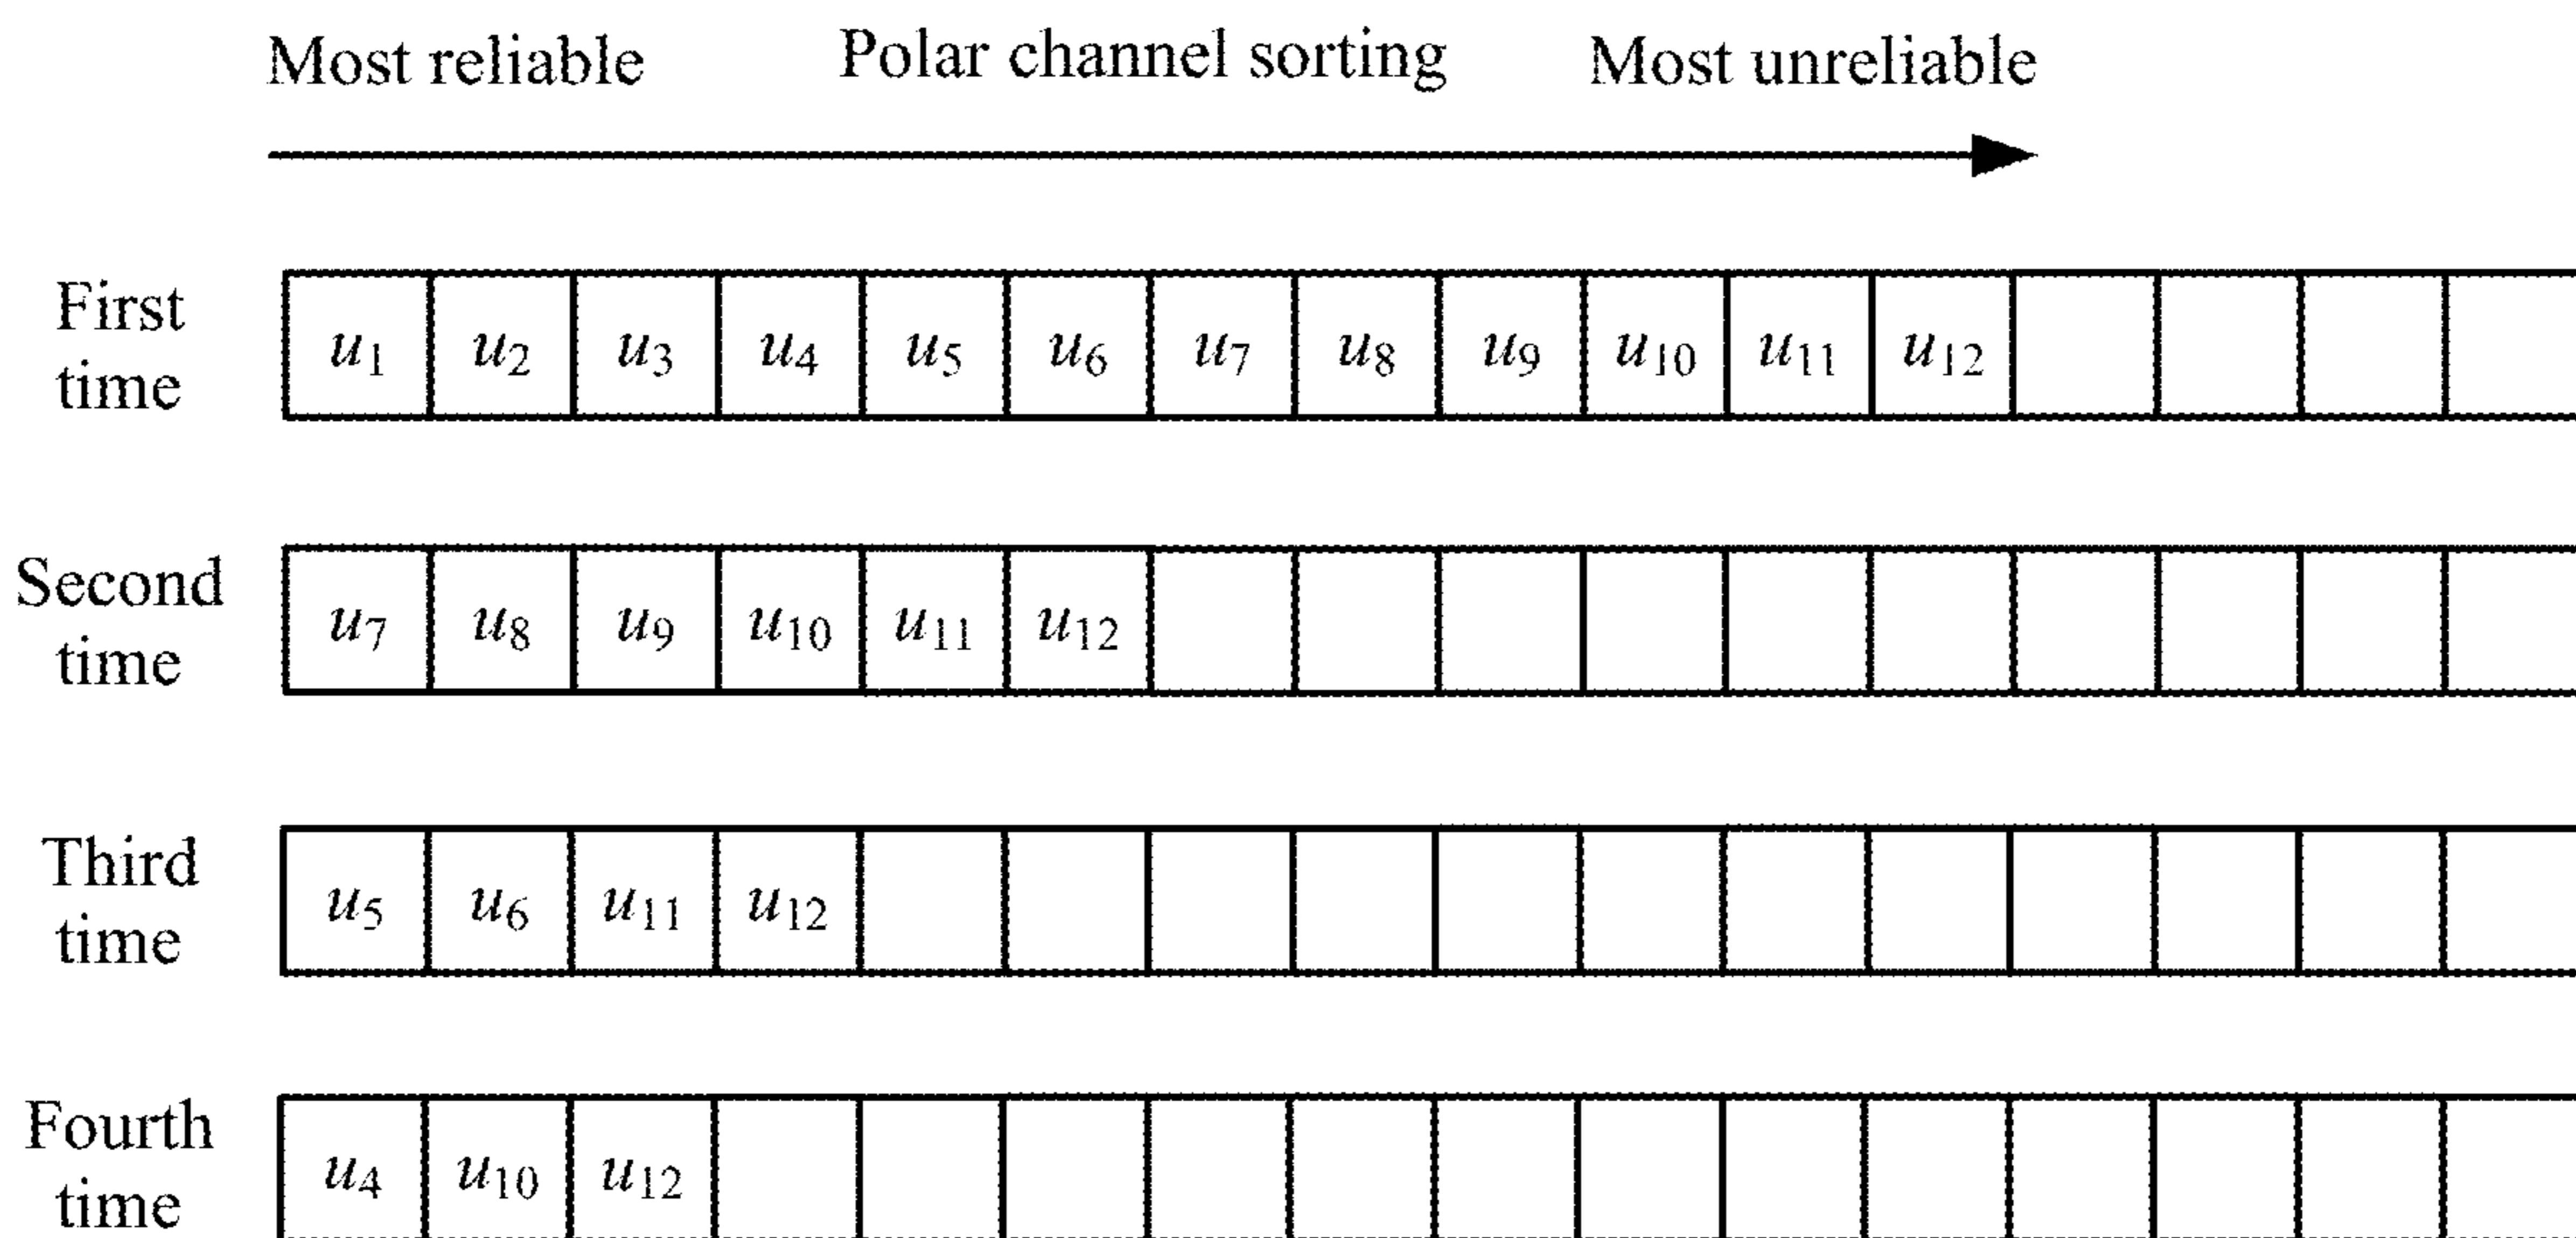 Most reliable Polar channel sorting Most unreliable
First time
u1 u2 u3 u4 u5 u6 u7 u8 u9 u10 u11 u12
Second time
u7 u8 u9 u10 u11 u12
Third time
u5 u6 u11 u12
Fourth time
u4 u10 u12